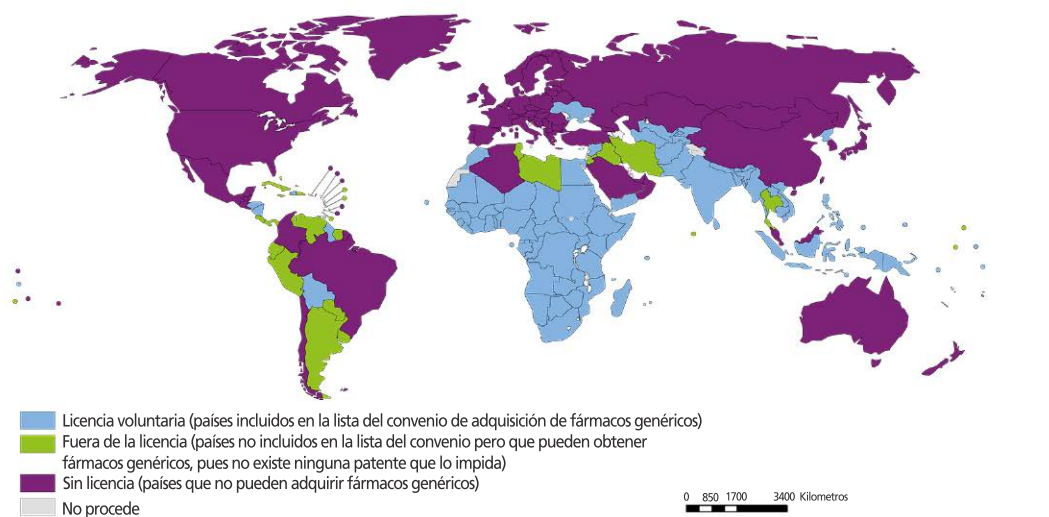 Licencia voluntaria (países incluidos en la lista del convenio de adquisición de fármacos genéricos)
Fuera de la licencia (países no incluidos en la lista del convenio pero que pueden obtener
fármacos genéricos, pues no existe ninguna patente que lo impida)
Sin licencia (países que no pueden adquirir fármacos genéricos)
No procede
0 850 1700 3400 Kilometros